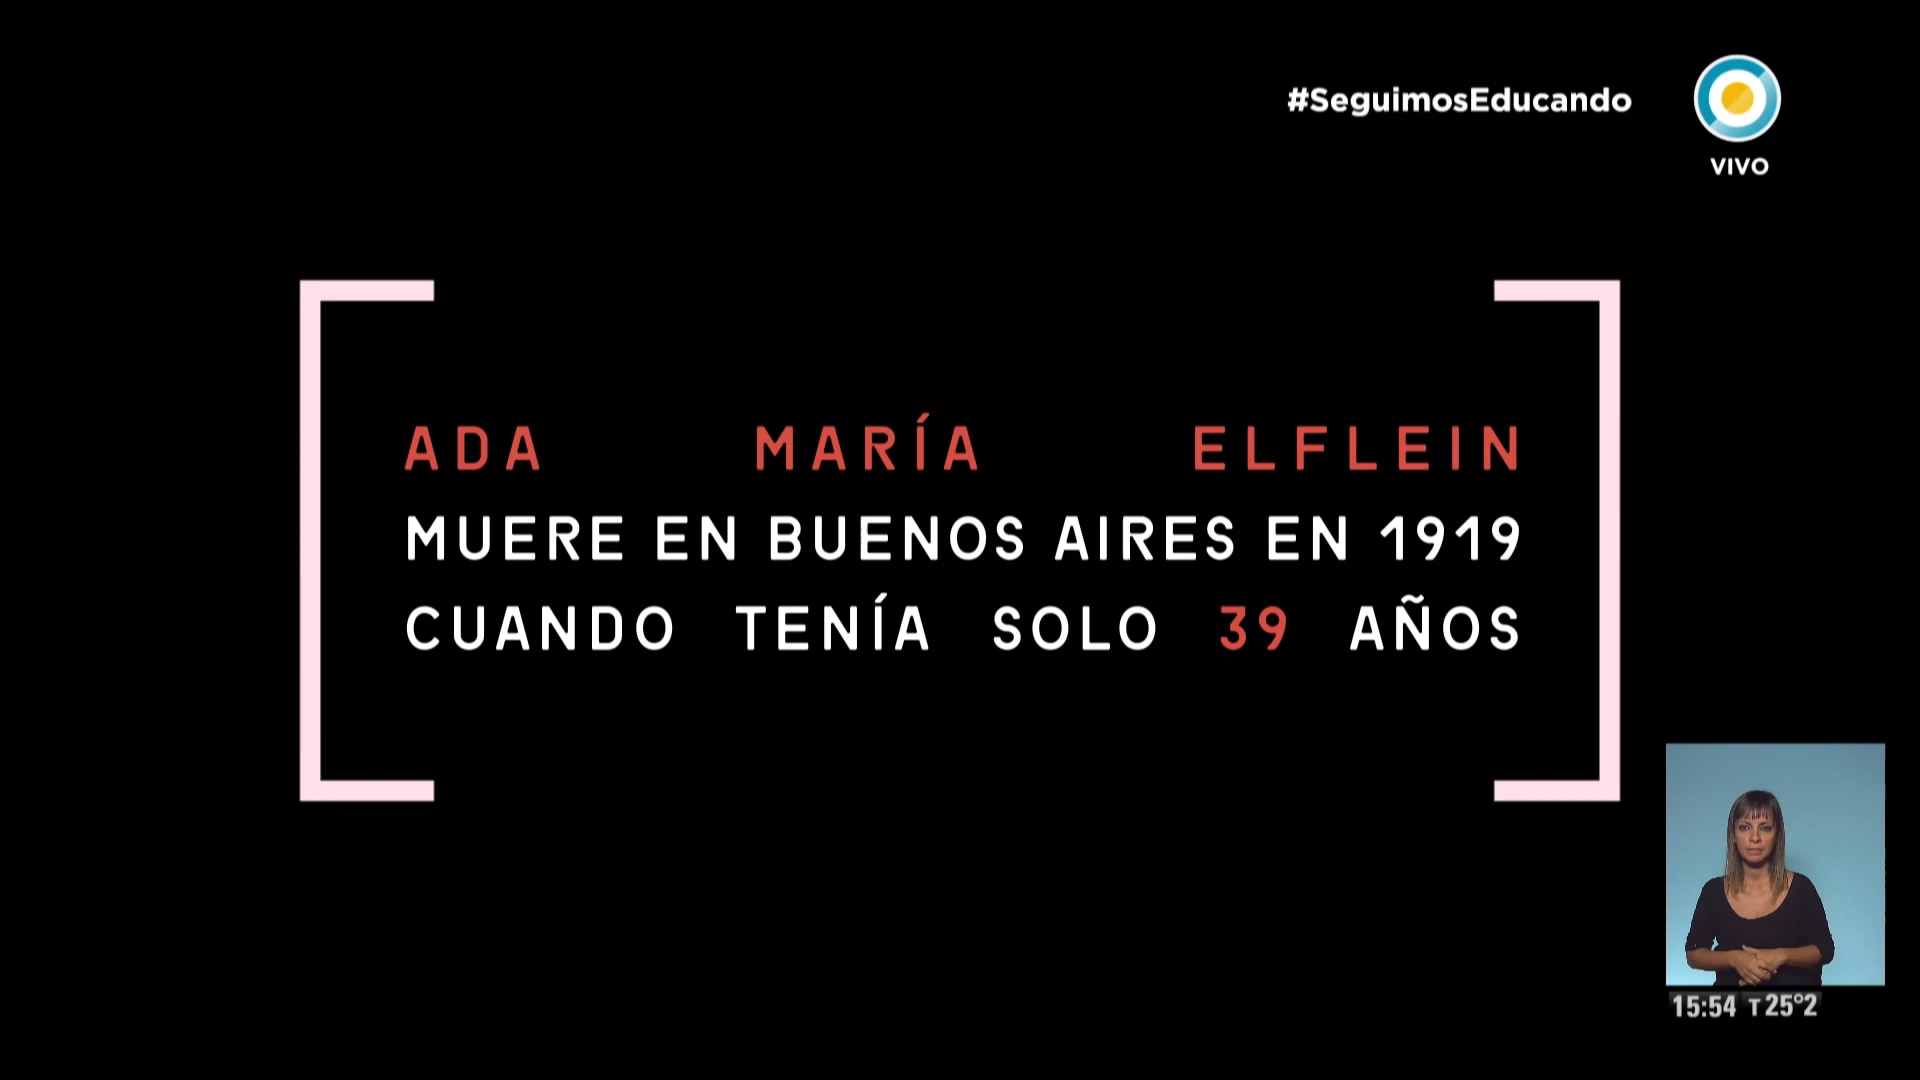 #SeguimosEducando
VIVO
ADA MARÍA ELFLEIN
MUERE EN BUENOS AIRES EN 1919
CUANDO TENÍA SOLO 39 AÑOS
15:54 T 25°2